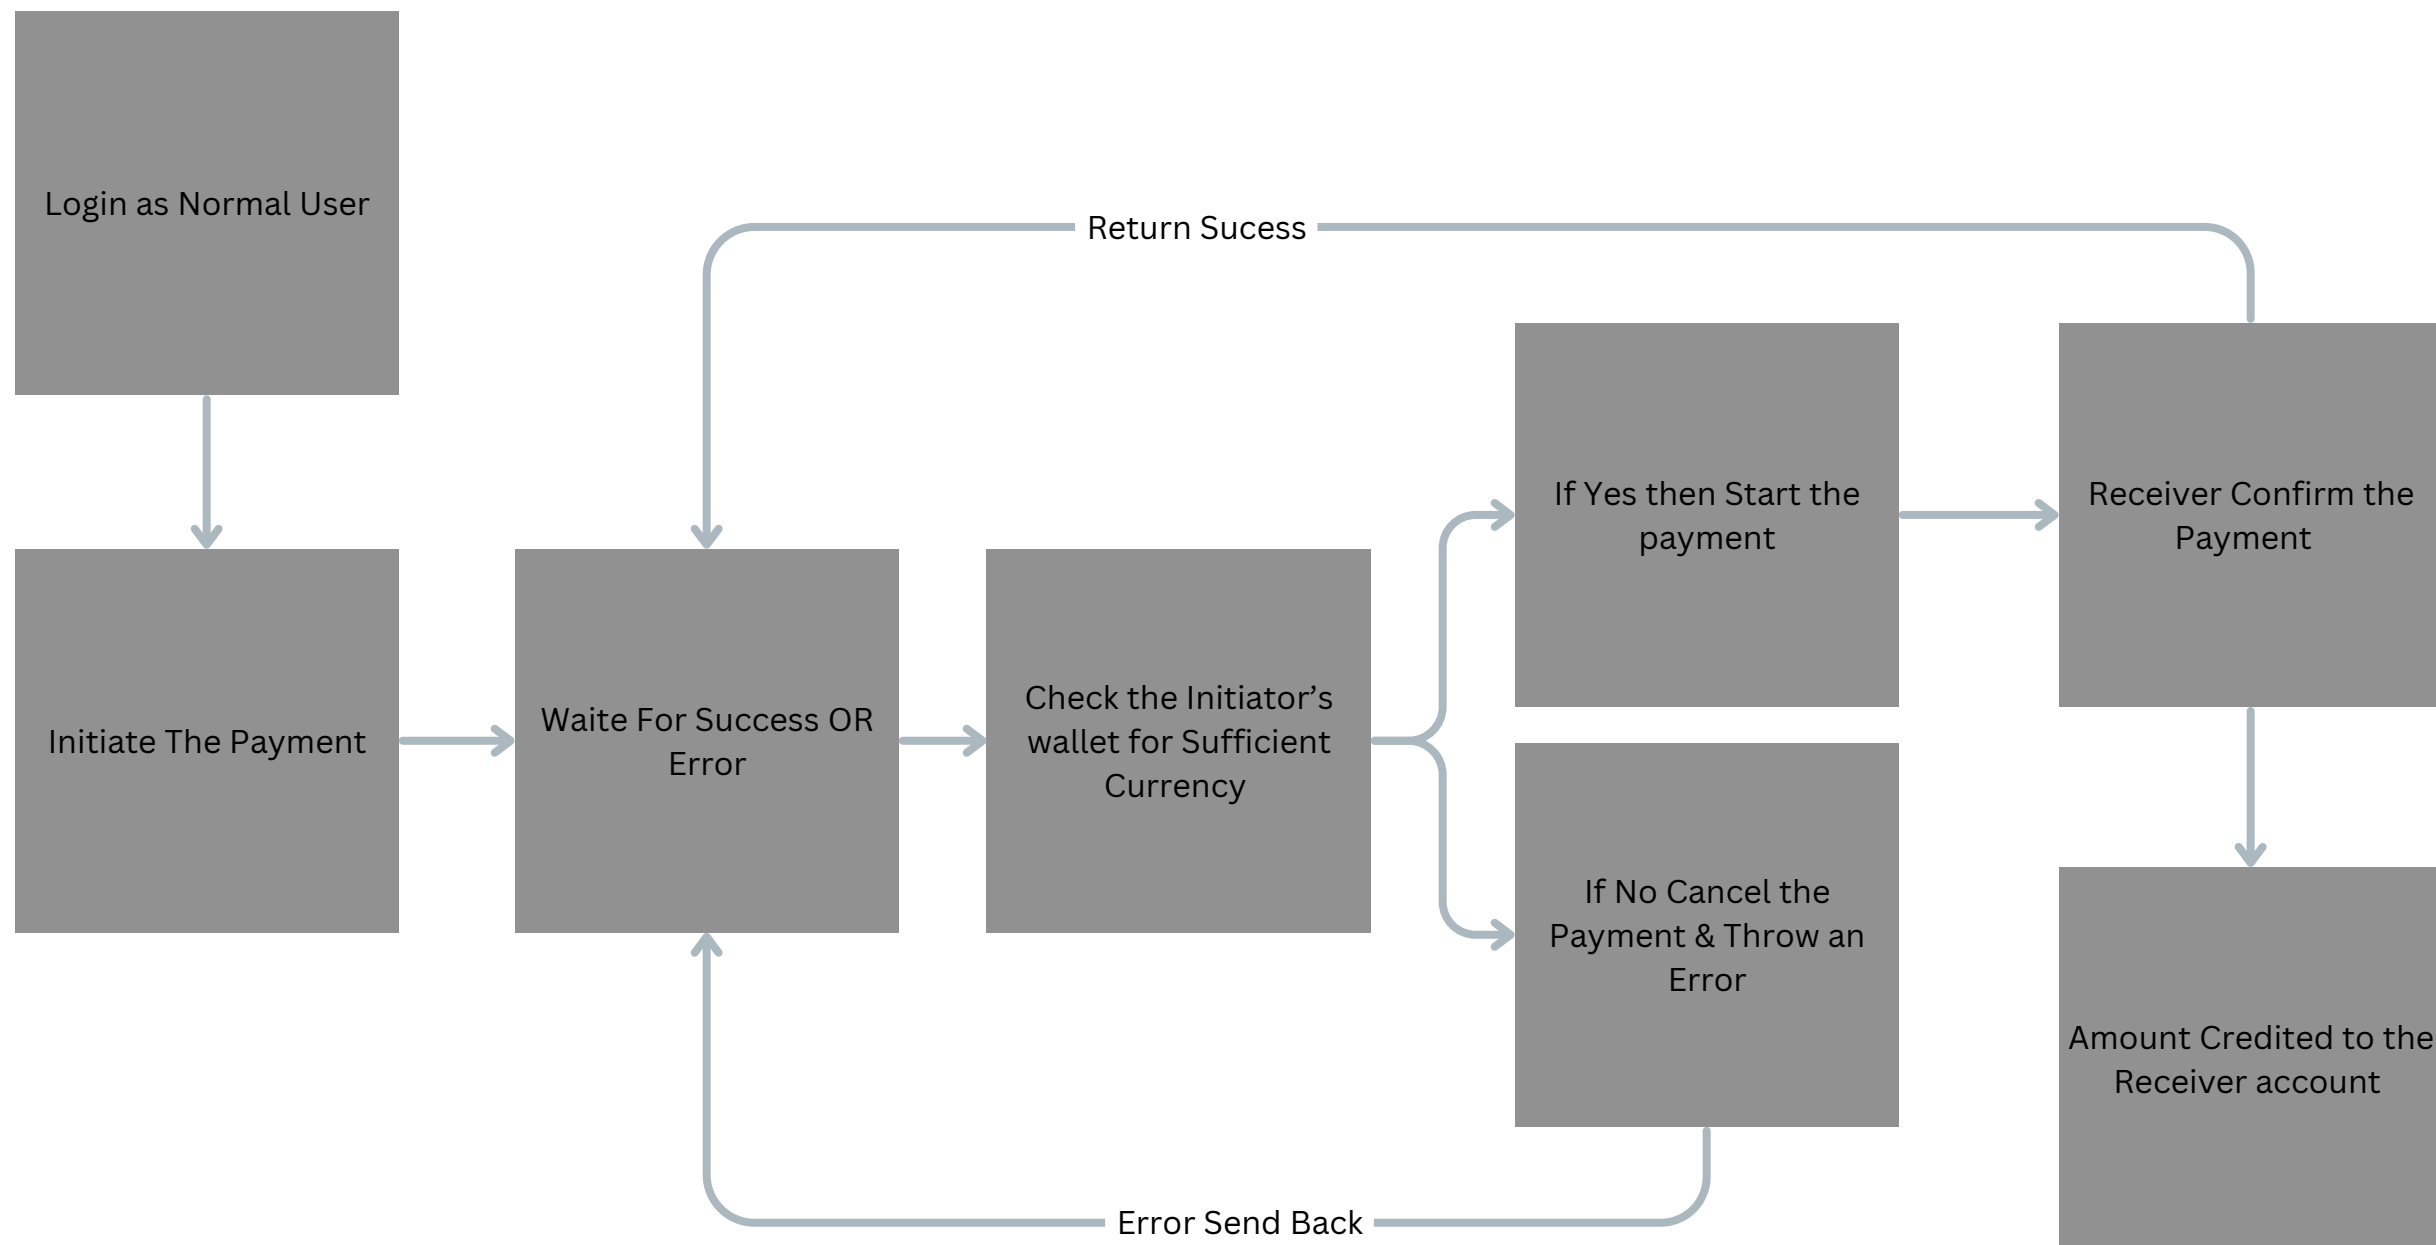 Login as Normal User
Return Sucess
If Yes then Start the
payment
Receiver Confirm the
Payment
Initiate The Payment
Waite For Success OR
Error
Check the Initiator’s
wallet for Sufficient
Currency
If No Cancel the
Payment & Throw an
Error
Amount Credited to the
Receiver account
Error Send Back